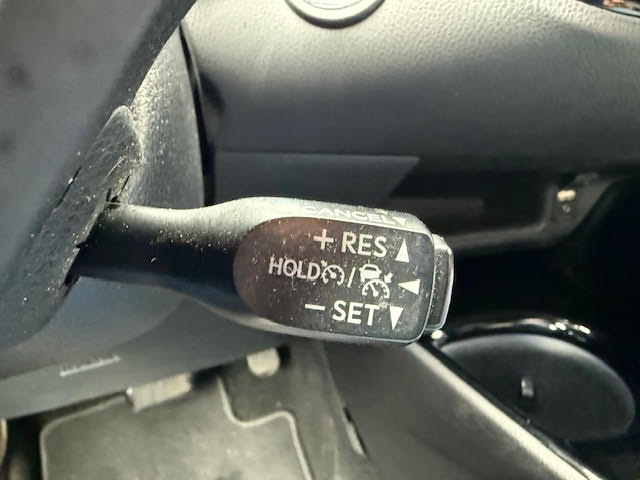 CANCEL
+ RES
HOLD /
− SET